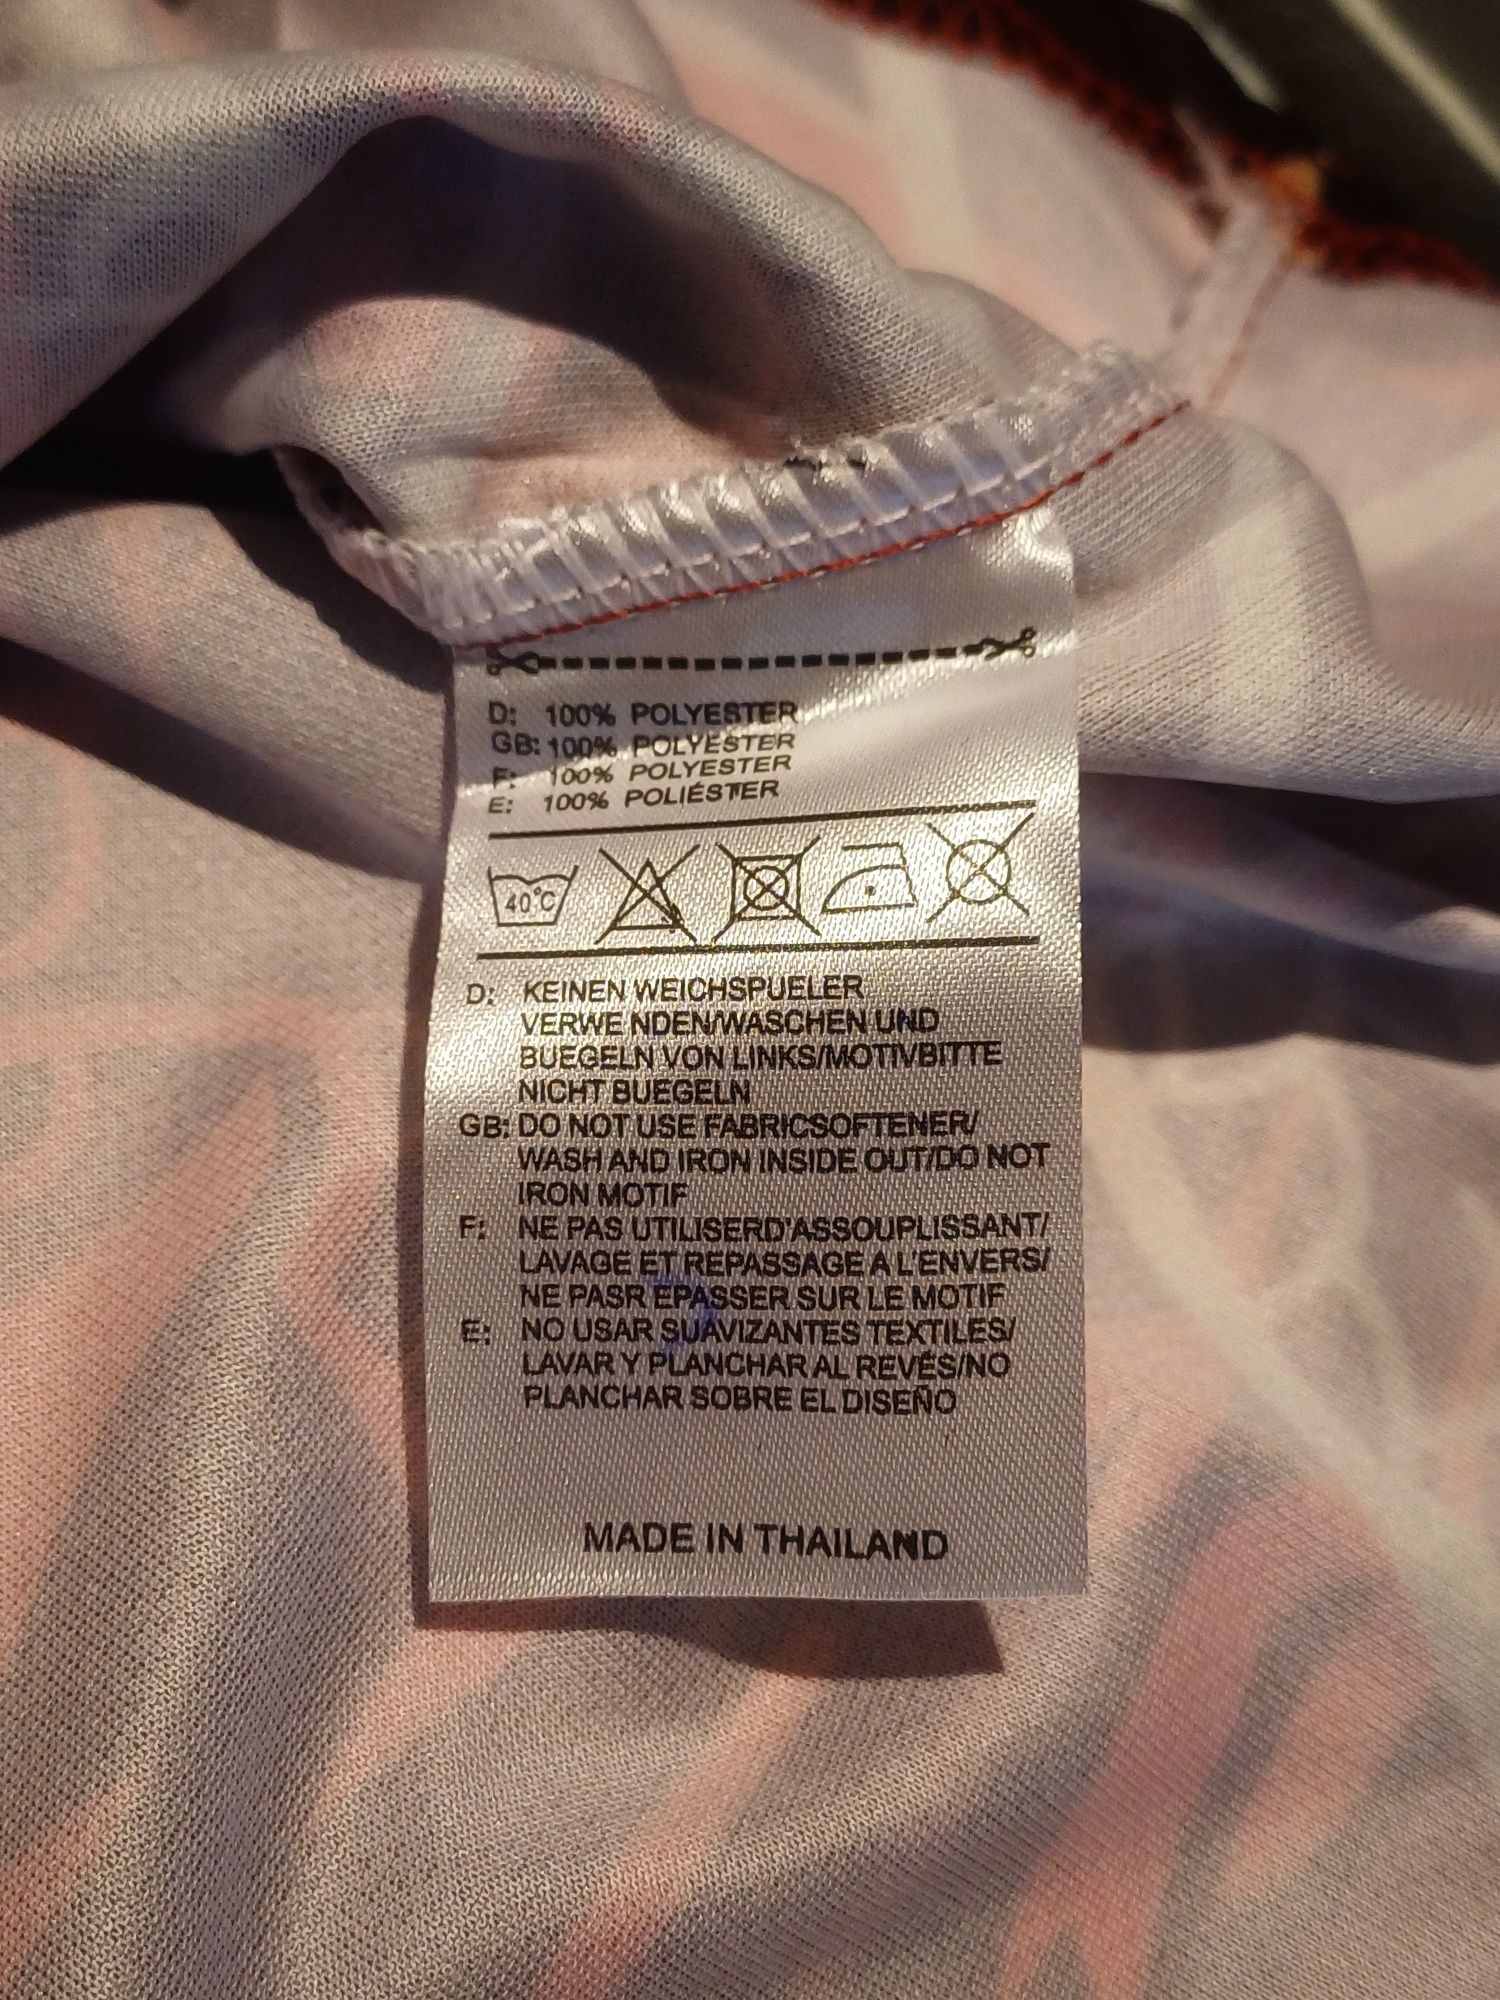 D: 100% POLYESTER
GB: 100% POLYESTER
F: 100% POLYESTER
E: 100% POLIÉSTER
40°C
D: KEINEN WEICHSPUELER
VERWE NDEN/WASCHEN UND
BUEGELN VON LINKS/MOTIVBITTE
NICHT BUEGELN
GB: DO NOT USE FABRICSOFTENER/
WASH AND IRON INSIDE OUT/DO NOT
IRON MOTIF
F: NE PAS UTILISERD'ASSOUPLISSANT/
LAVAGE ET REPASSAGE A L'ENVERS/
NE PASR EPASSER SUR LE MOTIF
E: NO USAR SUAVIZANTES TEXTILES/
LAVAR Y PLANCHAR AL REVÉS/NO
PLANCHAR SOBRE EL DISEÑO
MADE IN THAILAND